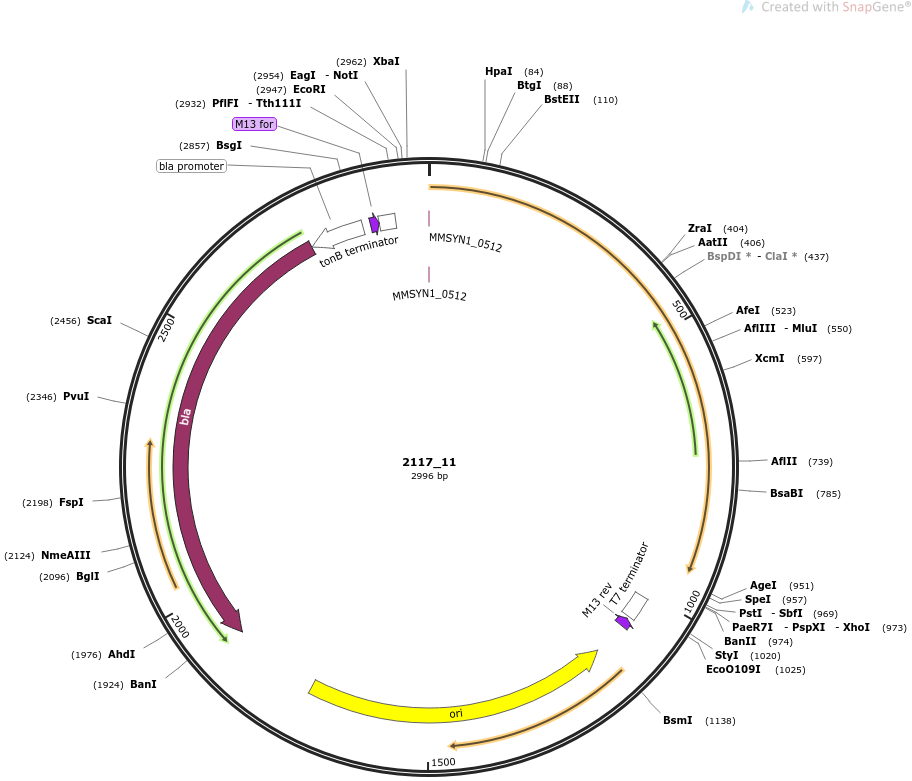 Created with SnapGene®
(2962) XbaI
(2954) EagI - NotI
(2947) EcoRI
(2932) PflFI - Tth111I
M13 for
(2857) BsgI
bla promoter
HpaI (84)
BtgI (88)
BstEII (110)
tonB terminator
MMSYN1_0512
MMSYN1_0512
ZraI (404)
AatII (406)
BspDI * - ClaI * (437)
500
AfeI (523)
AflIII - MluI (550)
XcmI (597)
AflII (739)
BsaBI (785)
2500
(2456) ScaI
(2346) PvuI
bla
(2198) FspI
(2124) NmeAIII
(2096) BglI
2000
(1976) AhdI
(1924) BanI
2117_11
2996 bp
T7 terminator
M13 rev
1000
AgeI (951)
SpeI (957)
PstI - SbfI (969)
PaeR7I - PspXI - XhoI (973)
BanII (974)
StyI (1020)
EcoO109I (1025)
BsmI (1138)
ori
1500